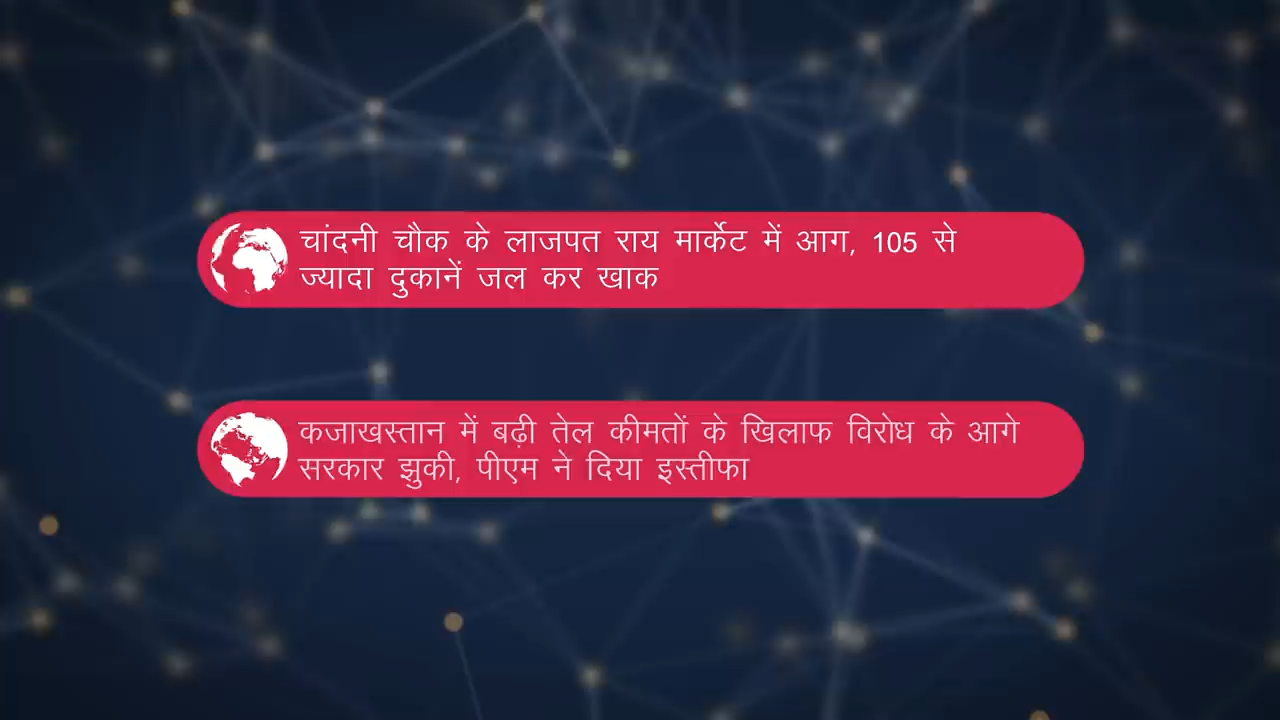 चांदनी चौक के लाजपत राय मार्केट में आग, 105 से
ज्यादा दुकानें जल कर खाक
कजाखस्तान में बढ़ी तेल कीमतों के खिलाफ विरोध के आगे
सरकार झुकी, पीएम ने दिया इस्तीफा